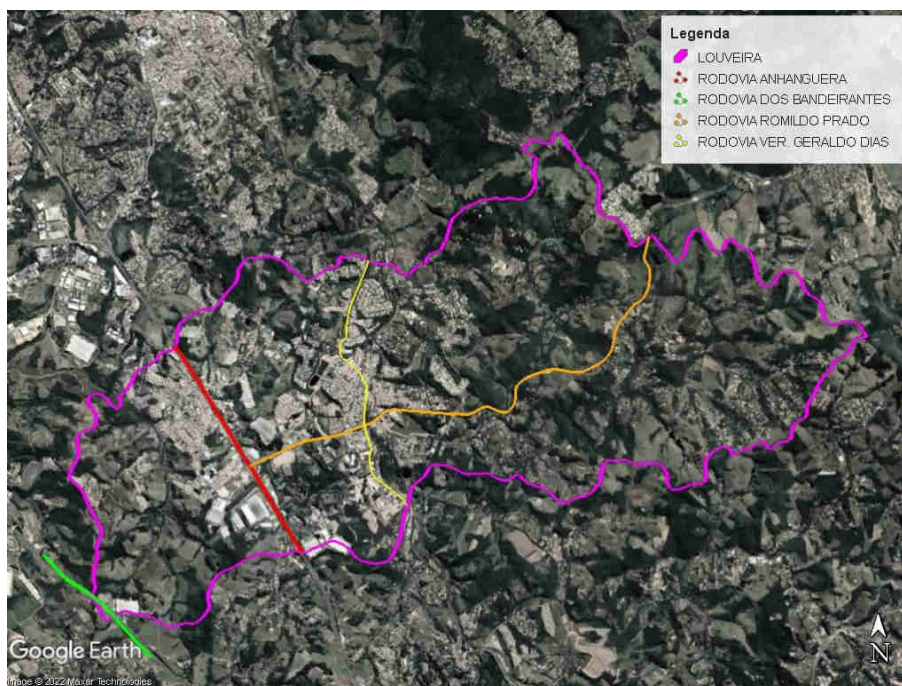 Legenda
LOUVEIRA
RODOVIA ANHANGUERA
RODOVIA DOS BANDEIRANTES
RODOVIA ROMILDO PRADO
RODOVIA VER. GERALDO DIAS
Google Earth
N
Image © 2022 Maxar Technologies